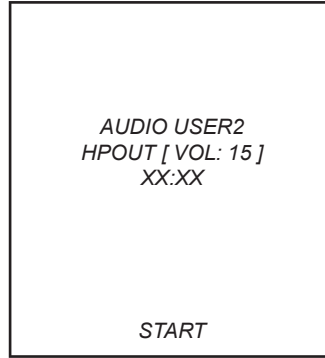 AUDIO USER2
HPOUT [ VOL: 15 ]
XX:XX
START